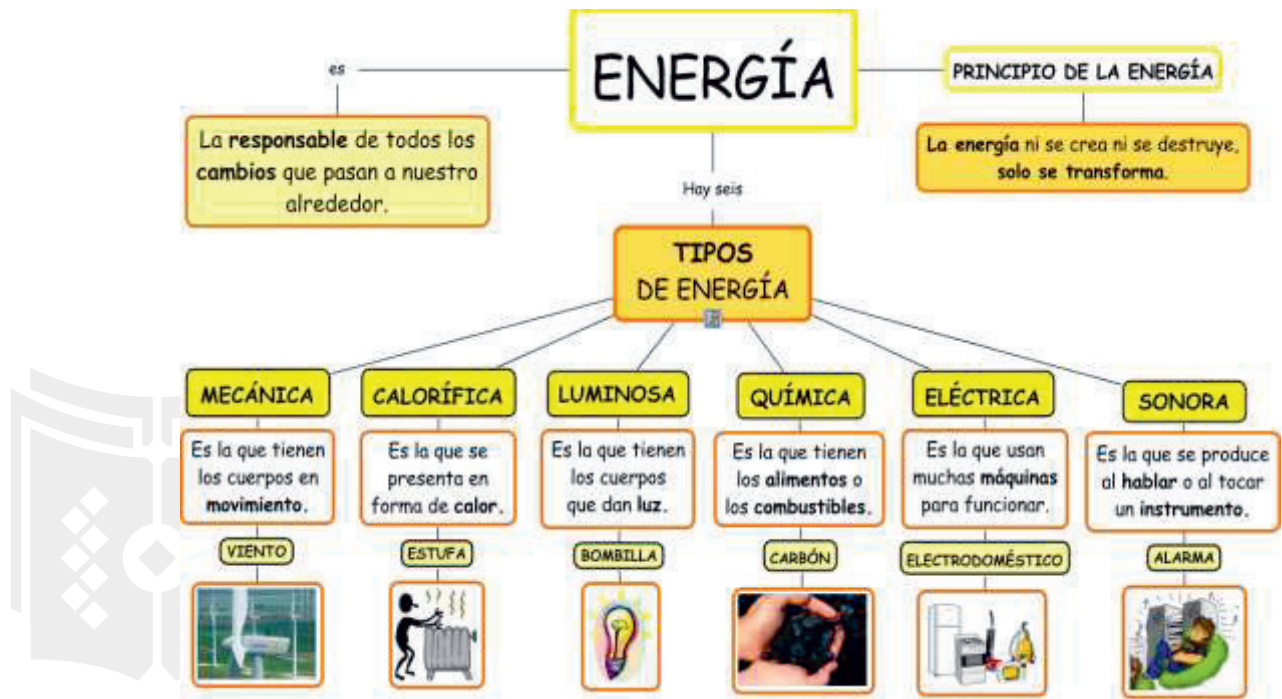 ENERGÍA
es
PRINCIPIO DE LA ENERGÍA
La responsable de todos los
cambios que pasan a nuestro
alrededor.
La energía ni se crea ni se destruye,
solo se transforma.
Hay seis
TIPOS
DE ENERGÍA
MECÁNICA
Es la que tienen
los cuerpos en
movimiento.
VIENTO
CALORÍFICA
Es la que se
presenta en
forma de calor.
ESTUFA
LUMINOSA
Es la que tienen
los cuerpos
que dan luz.
BOMBILLA
QUÍMICA
Es la que tienen
los alimentos o
los combustibles.
CARBÓN
ELÉCTRICA
Es la que usan
muchas máquinas
para funcionar.
ELECTRODOMÉSTICO
SONORA
Es la que se produce
al hablar o al tocar
un instrumento.
ALARMA